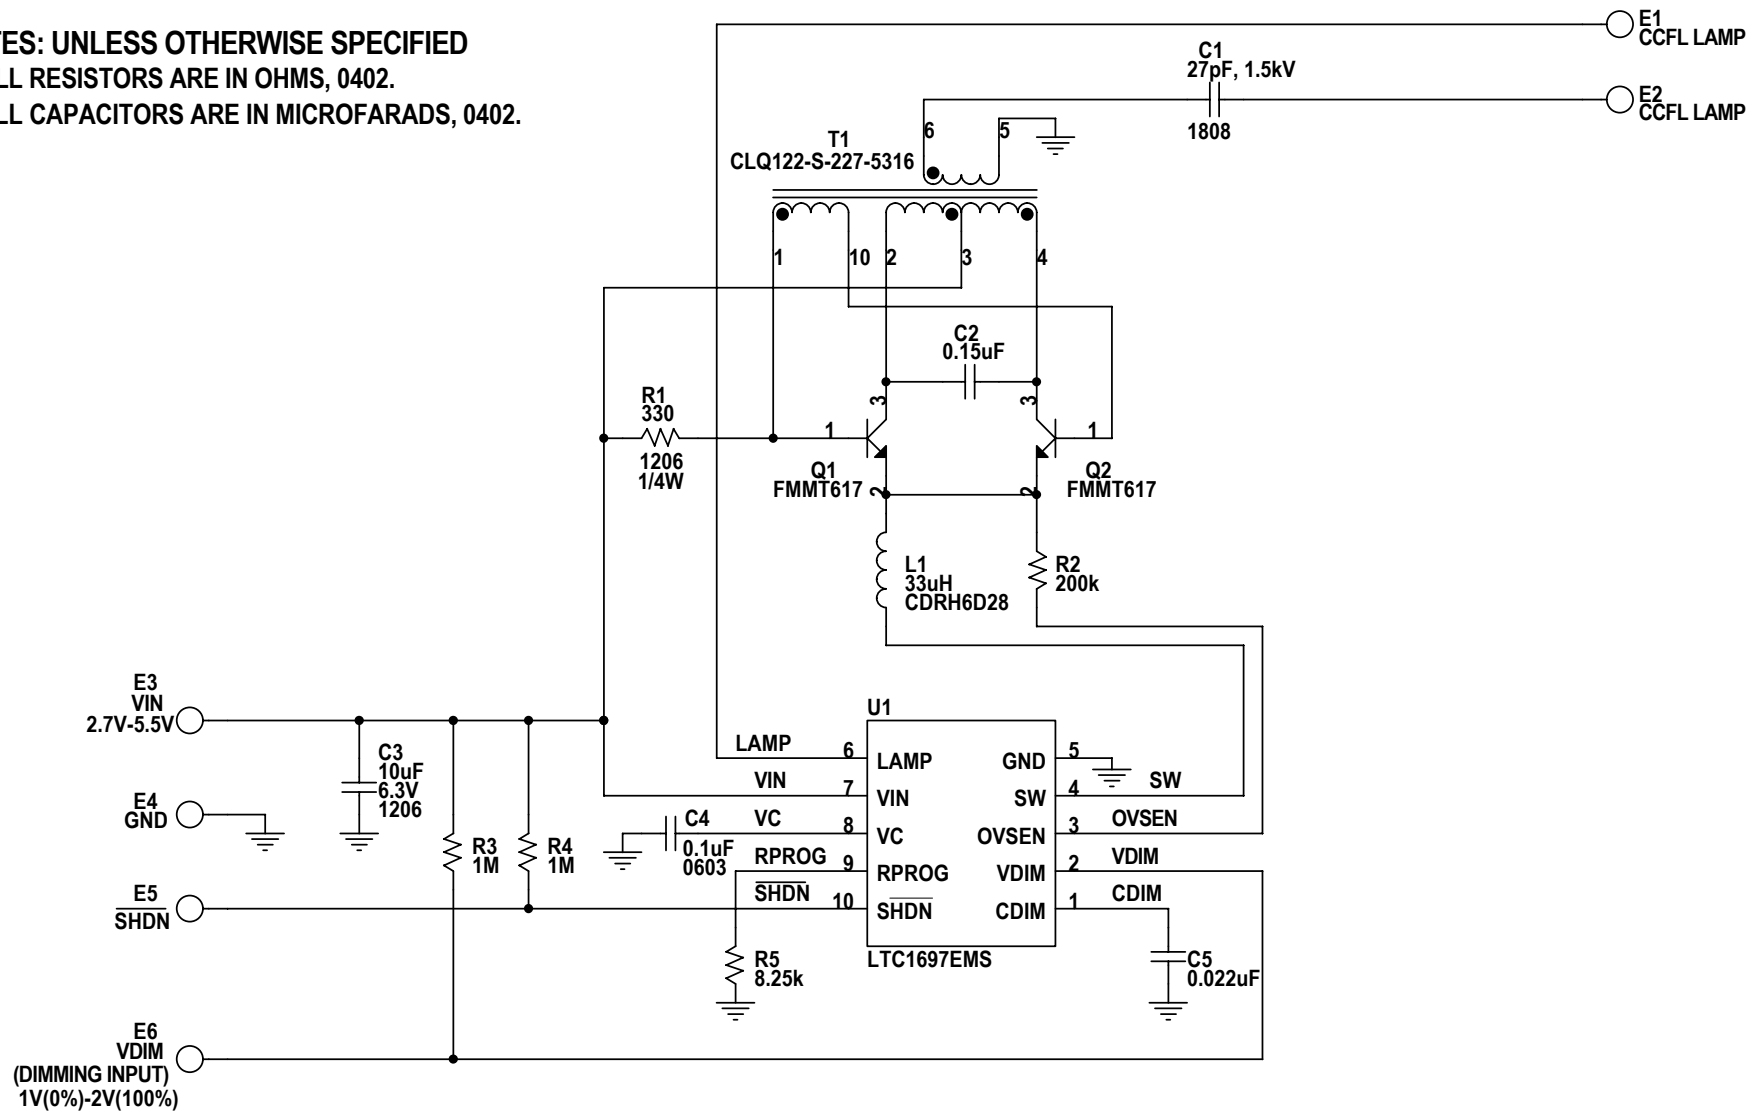 TES: UNLESS OTHERWISE SPECIFIED
LL RESISTORS ARE IN OHMS, 0402.
LL CAPACITORS ARE IN MICROFARADS, 0402.
E1
CCFL LAMP
C1
27pF, 1.5kV
1808
E2
CCFL LAMP
6
5
T1
CLQ122-S-227-5316
1
10
2
3
4
C2
0.15uF
3
3
R1
330
1206
1/4W
1
1
Q1
FMMT617
2
2
Q2
FMMT617
L1
33uH
CDRH6D28
R2
200k
E3
VIN
2.7V-5.5V
C3
10uF
6.3V
1206
E4
GND
R3
1M
R4
1M
E5
SHDN
U1
LAMP
6
LAMP
GND
5
VIN
7
VIN
SW
4
SW
C4
0.1uF
0603
VC
8
VC
OVSEN
3
OVSEN
RPROG
9
RPROG
VDIM
2
VDIM
SHDN
10
SHDN
CDIM
1
CDIM
LTC1697EMS
R5
8.25k
C5
0.022uF
E6
VDIM
(DIMMING INPUT)
1V(0%)-2V(100%)